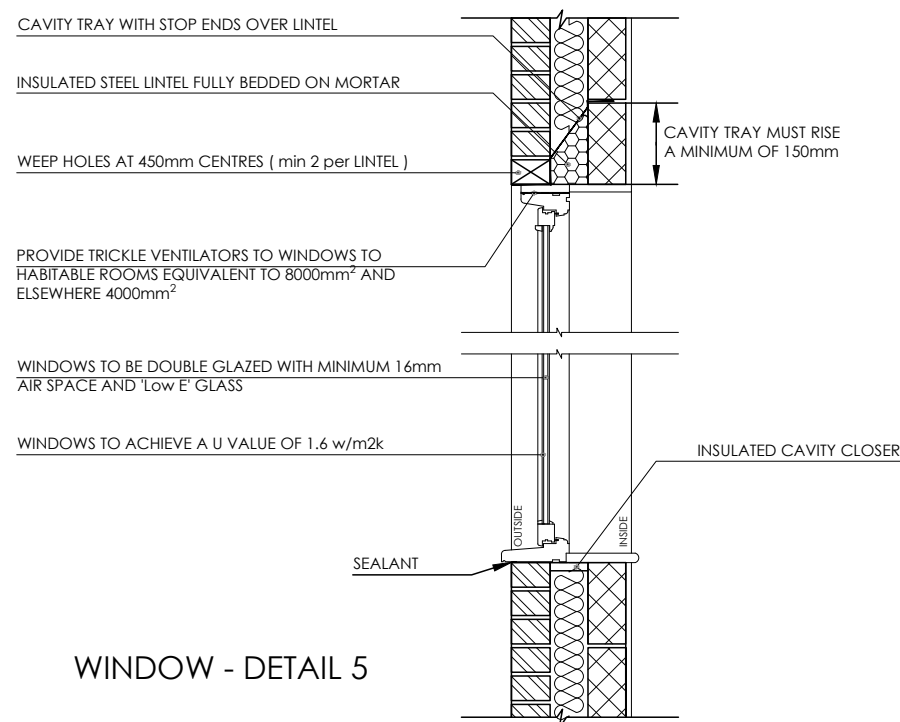 CAVITY TRAY WITH STOP ENDS OVER LINTEL
INSULATED STEEL LINTEL FULLY BEDDED ON MORTAR
WEEP HOLES AT 450mm CENTRES ( min 2 per LINTEL )
CAVITY TRAY MUST RISE
A MINIMUM OF 150mm
PROVIDE TRICKLE VENTILATORS TO WINDOWS TO
HABITABLE ROOMS EQUIVALENT TO 8000mm² AND
ELSEWHERE 4000mm²
WINDOWS TO BE DOUBLE GLAZED WITH MINIMUM 16mm
AIR SPACE AND 'Low E' GLASS
WINDOWS TO ACHIEVE A U VALUE OF 1.6 w/m2k
INSULATED CAVITY CLOSER
OUTSIDE
INSIDE
SEALANT
WINDOW - DETAIL 5